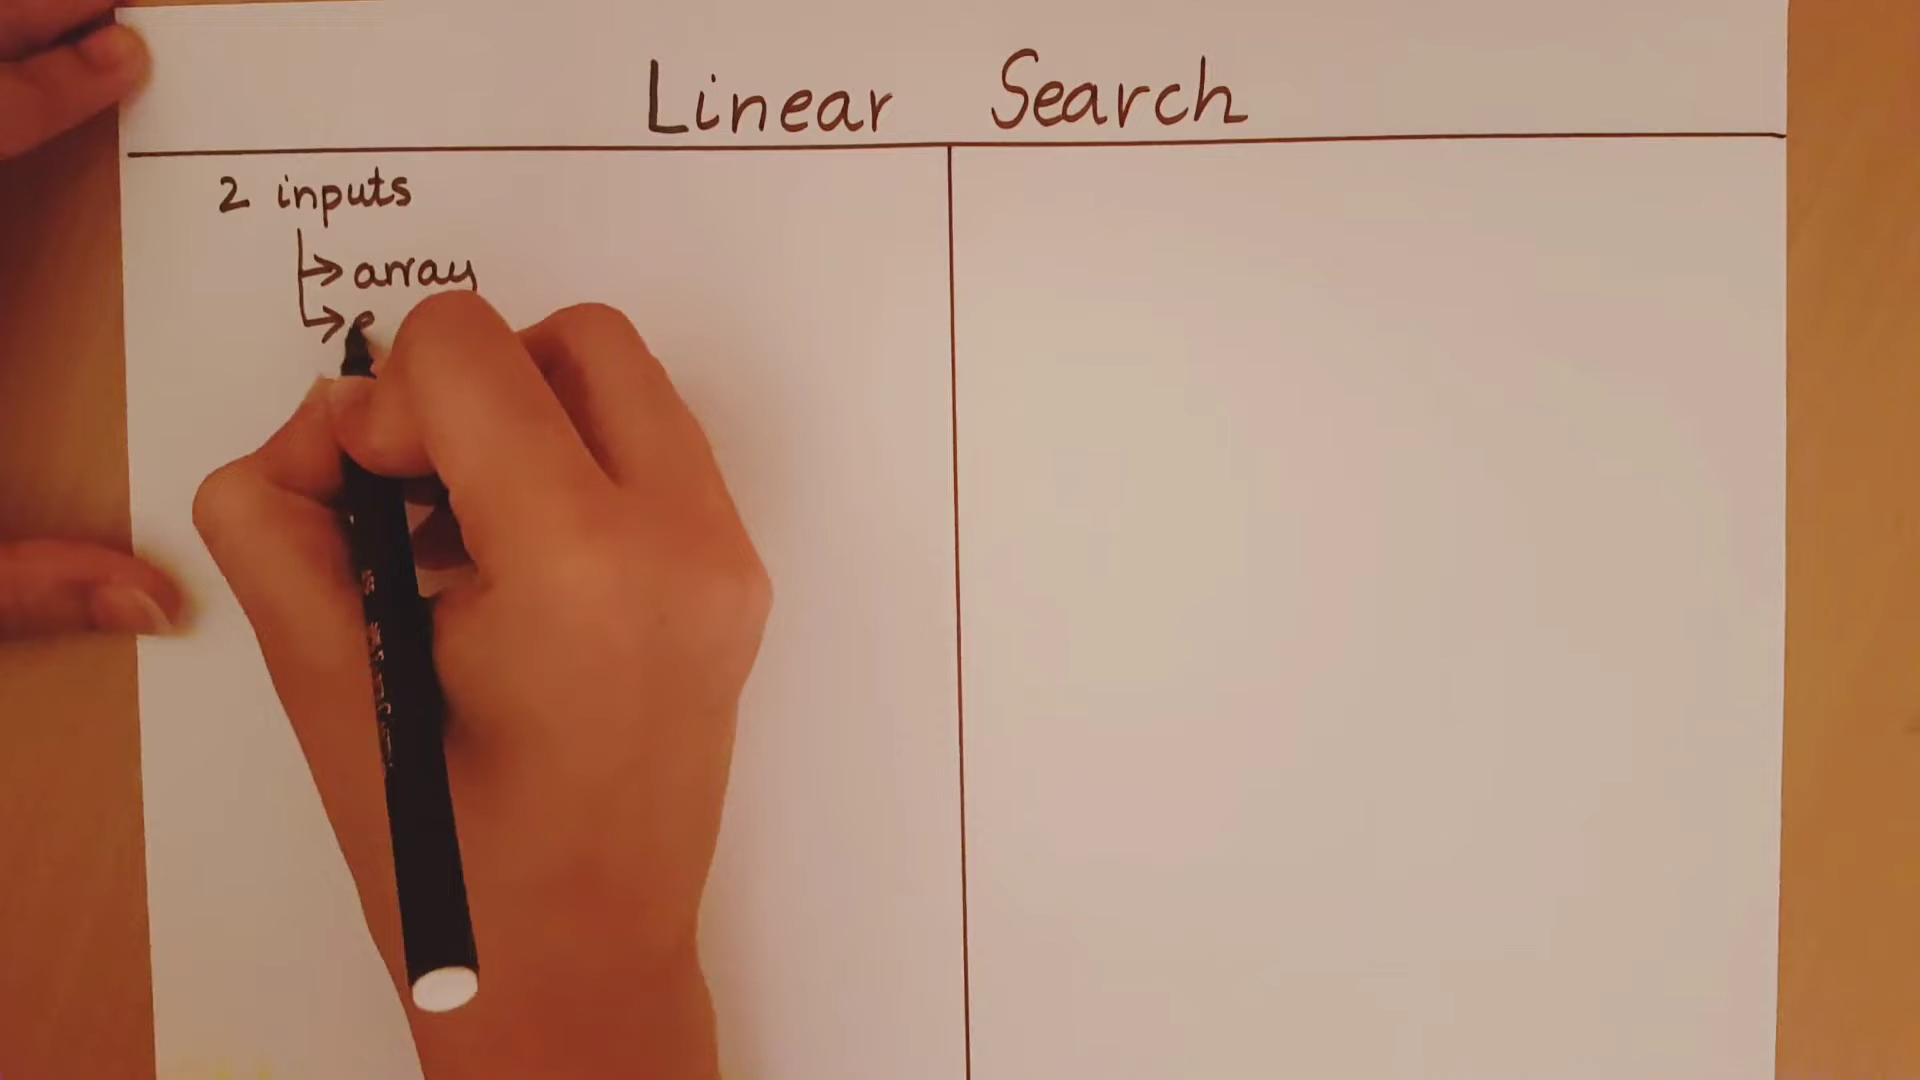 Linear Search
2 inputs
→ array
→ e